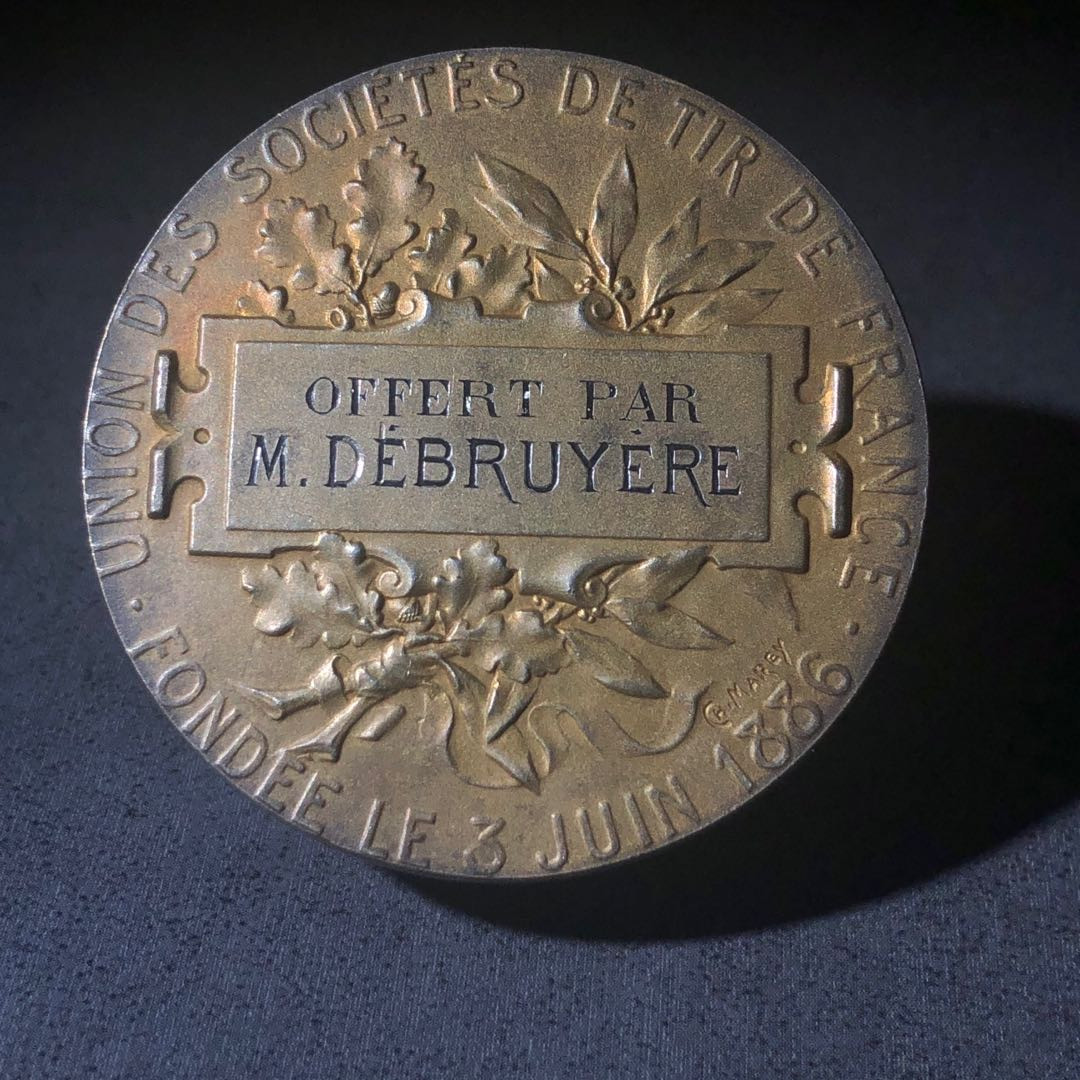 UNION DES SOCIÉTÉS DE TIR DE FRANCE
OFFERT PAR
M. DÉBRUYÈRE
MAREY
· FONDÉE LE 3 JUIN 1886 ·